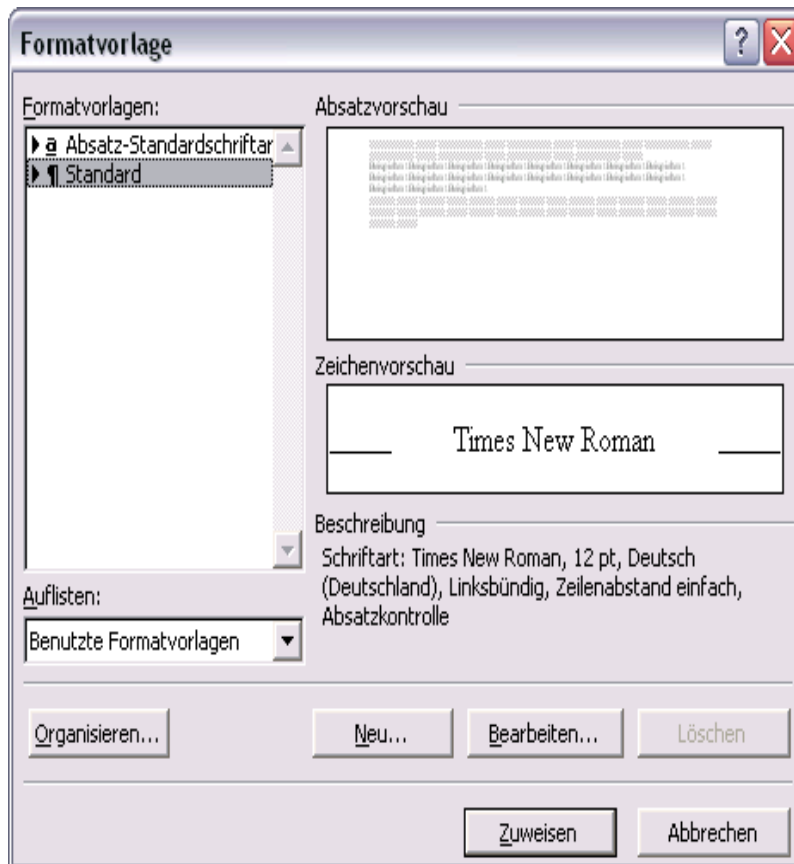 Formatvorlage
Formatvorlagen:
a Absatz-Standardschriftar
¶ Standard
Auflisten:
Benutzte Formatvorlagen
Absatzvorschau
Zeichenvorschau
Times New Roman
Beschreibung
Schriftart: Times New Roman, 12 pt, Deutsch
(Deutschland), Linksbündig, Zeilenabstand einfach,
Absatzkontrolle
Organisieren...
Neu...
Bearbeiten...
Löschen
Zuweisen
Abbrechen